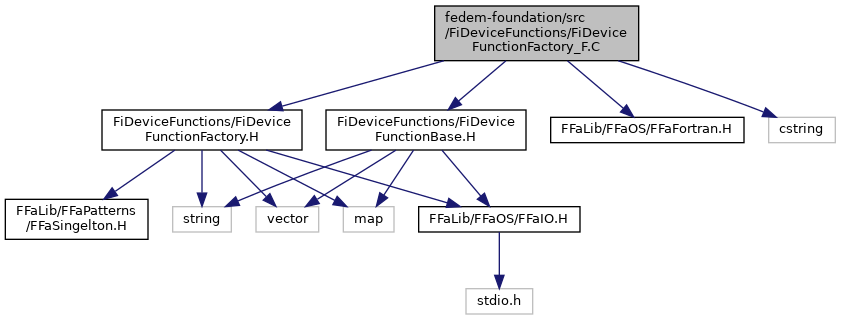 fedem-foundation/src
/FiDeviceFunctions/FiDevice
FunctionFactory_F.C
FiDeviceFunctions/FiDevice
FunctionFactory.H
FiDeviceFunctions/FiDevice
FunctionBase.H
FFaLib/FFaOS/FFaFortran.H
cstring
FFaLib/FFaPatterns
/FFaSingelton.H
string
vector
map
FFaLib/FFaOS/FFaIO.H
stdio.h